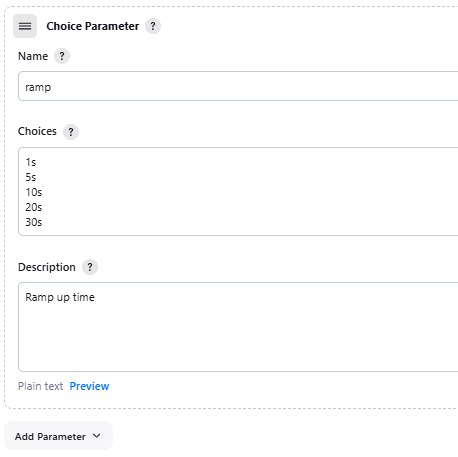 Choice Parameter ?
Name ?
ramp
Choices ?
1s
5s
10s
20s
30s
Description ?
Ramp up time
Plain text Preview
Add Parameter